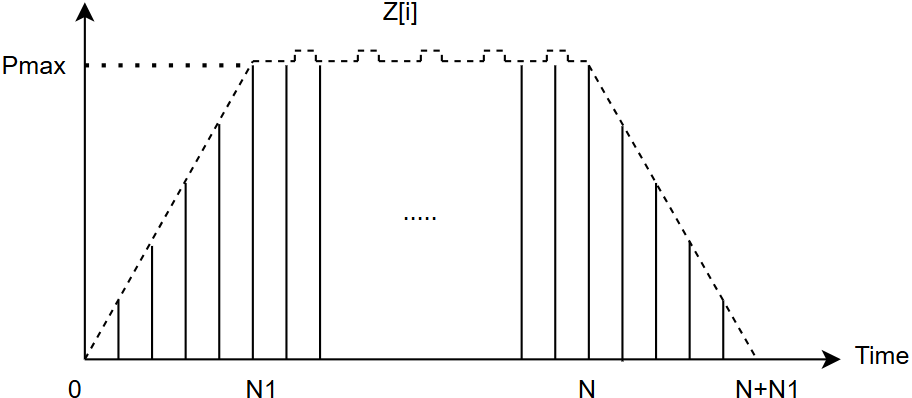 Z[i]
Pmax
.....
Time
0
N1
N
N+N1